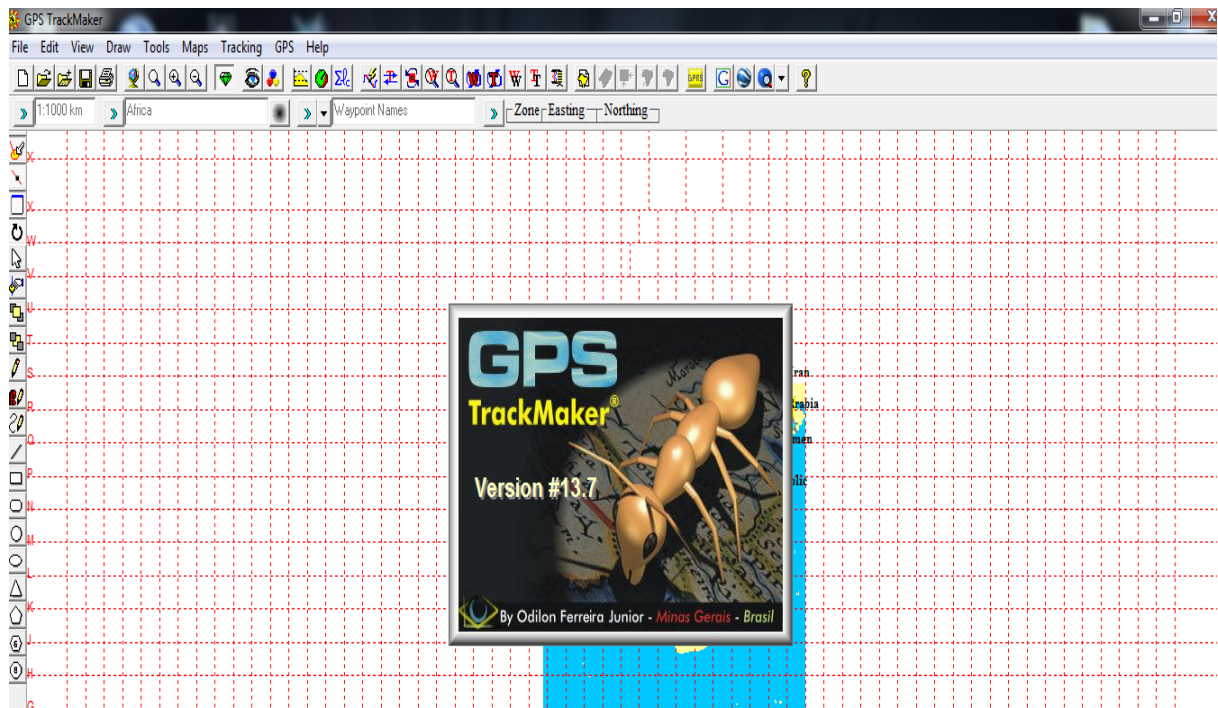 GPS TrackMaker
File Edit View Draw Tools Maps Tracking GPS Help
GPRS G
1:1000 km Africa Waypoint Names Zone Easting Northing
X
X
W
V
U
T
S
R
Q
P
N
M
L
K
J
H
G
GPS
TrackMaker®
Version #13.7
By Odilon Ferreira Junior - Minas Gerais - Brasil